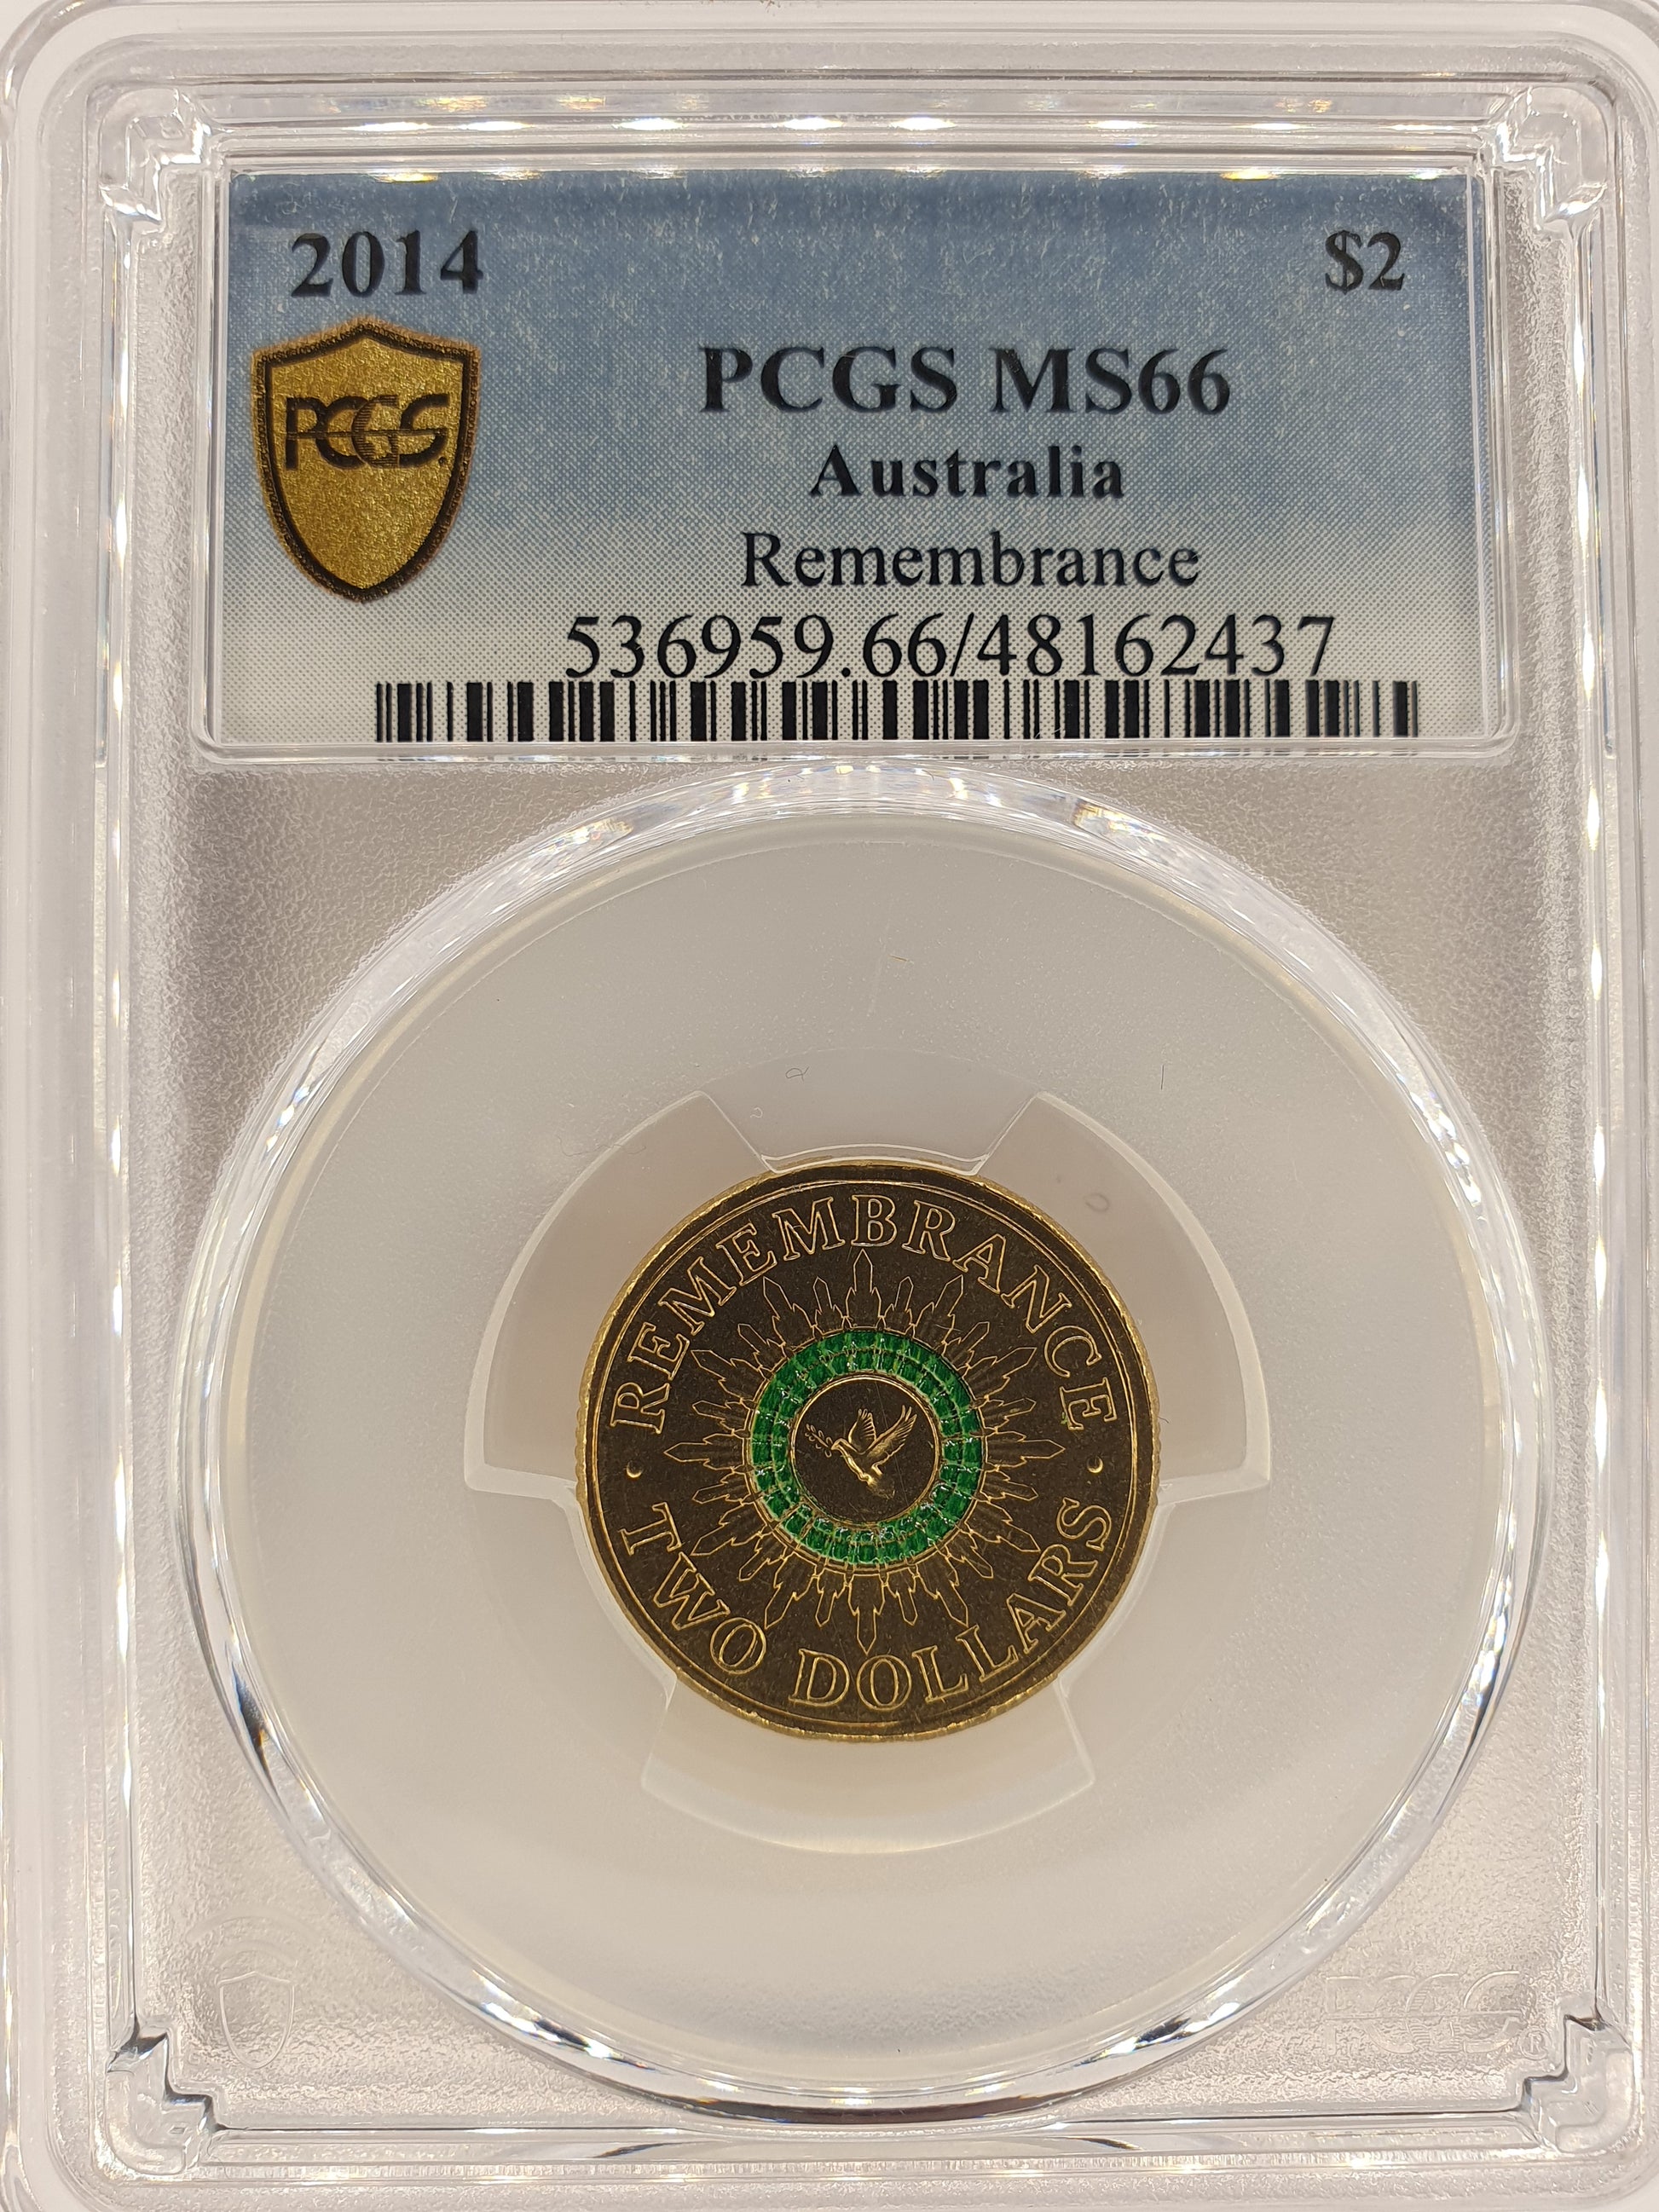 2014 $2
PCGS
PCGS MS66
Australia
Remembrance
536959.66/48162437
REMEMBRANCE
TWO DOLLARS